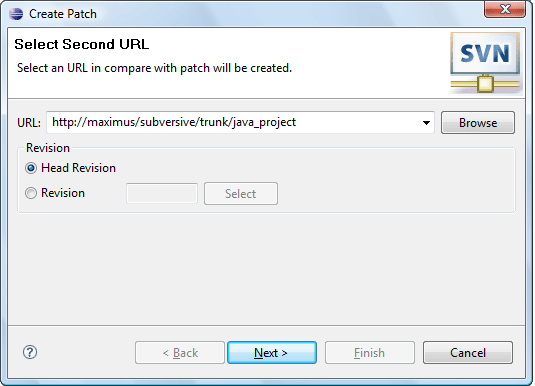 Create Patch
Select Second URL
Select an URL in compare with patch will be created.
SVN
URL: http://maximus/subversive/trunk/java_project Browse
Revision
Head Revision
Revision Select
? < Back Next > Finish Cancel